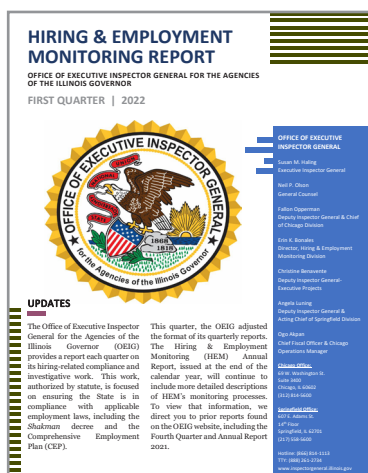 HIRING & EMPLOYMENT
MONITORING REPORT
OFFICE OF EXECUTIVE INSPECTOR GENERAL FOR THE AGENCIES
OF THE ILLINOIS GOVERNOR
FIRST QUARTER | 2022
OFFICE OF EXECUTIVE INSPECTOR GENERAL
for the Agencies of the Illinois Governor
STATE
SOVEREIGNTY
NATIONAL
UNION
1868
1818
UPDATES
The Office of Executive Inspector
General for the Agencies of the
Illinois Governor (OEIG)
provides a report each quarter on
its hiring-related compliance and
investigative work. This work,
authorized by statute, is focused
on ensuring the State is in
compliance with applicable
employment laws, including the
Shakman decree and the
Comprehensive Employment
Plan (CEP).
This quarter, the OEIG adjusted
the format of its quarterly reports.
The Hiring & Employment
Monitoring (HEM) Annual
Report, issued at the end of the
calendar year, will continue to
include more detailed descriptions
of HEM's monitoring processes.
To view that information, we
direct you to prior reports found
on the OEIG website, including the
Fourth Quarter and Annual Report
2021.
OFFICE OF EXECUTIVE
INSPECTOR GENERAL
Susan M. Haling
Executive Inspector General
Neil P. Olson
General Counsel
Fallon Opperman
Deputy Inspector General & Chief
of Chicago Division
Erin K. Bonales
Director, Hiring & Employment
Monitoring Division
Christine Benavente
Deputy Inspector General-
Executive Projects
Angela Luning
Deputy Inspector General &
Acting Chief of Springfield Division
Ogo Akpan
Chief Fiscal Officer & Chicago
Operations Manager
Chicago Office:
69 W. Washington St.
Suite 3400
Chicago, IL 60602
(312) 814-5600
Springfield Office:
607 E. Adams St.
14th Floor
Springfield, IL 62701
(217) 558-5600
Hotline: (866) 814-1113
TTY: (888) 261-2734
www.inspectorgeneral.illinois.gov